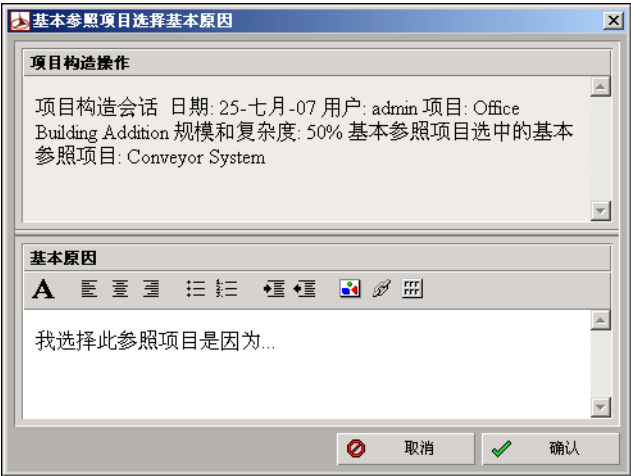 基本参照项目选择基本原因
项目构造操作
项目构造会话 日期: 25-七月-07 用户: admin 项目: Office
Building Addition 规模和复杂度: 50% 基本参照项目选中的基本
参照项目: Conveyor System
基本原因
我选择此参照项目是因为...
取消 确认